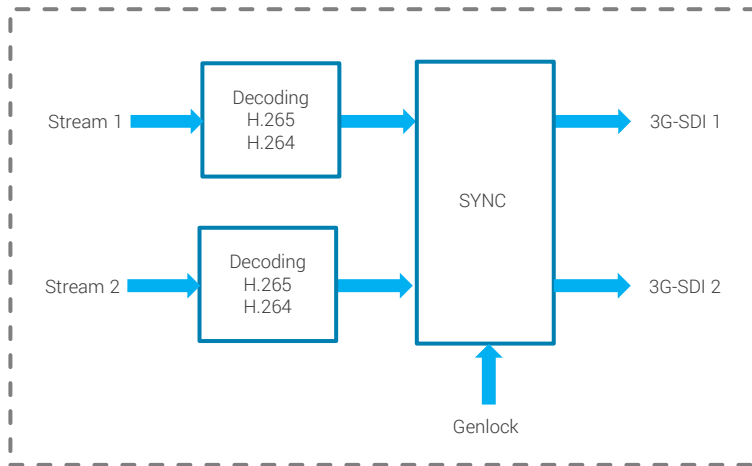 Stream 1
Decoding
H.265
H.264
SYNC
3G-SDI 1
Stream 2
Decoding
H.265
H.264
3G-SDI 2
Genlock